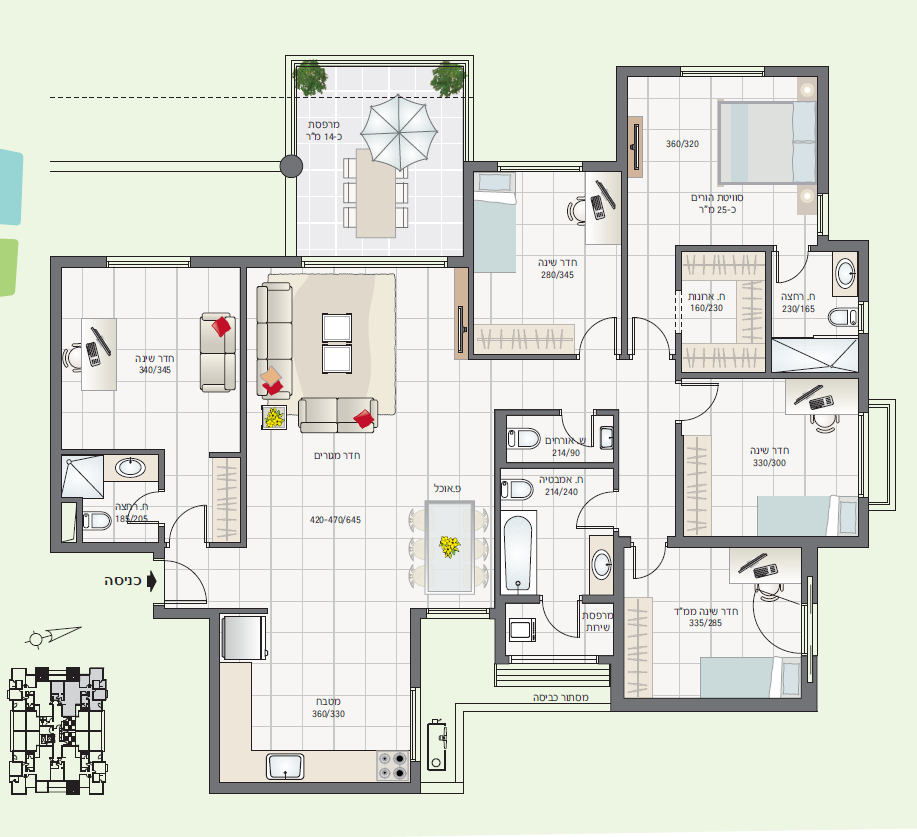 מרפסת
כ-14 מ"ר
360/320
סוויטת הורים
כ-25 מ"ר
חדר שינה
280/345
ח. ארונות
160/230
ח. רחצה
230/165
חדר שינה
340/345
חדר מגורים
420-470/645
ש. אורחים
214/90
פ.אוכל
ח. אמבטיה
214/240
חדר שינה
330/300
ח. רחצה
185/205
כניסה
מרפסת
שירות
חדר שינה ממ"ד
335/285
מסתור כביסה
מטבח
360/330